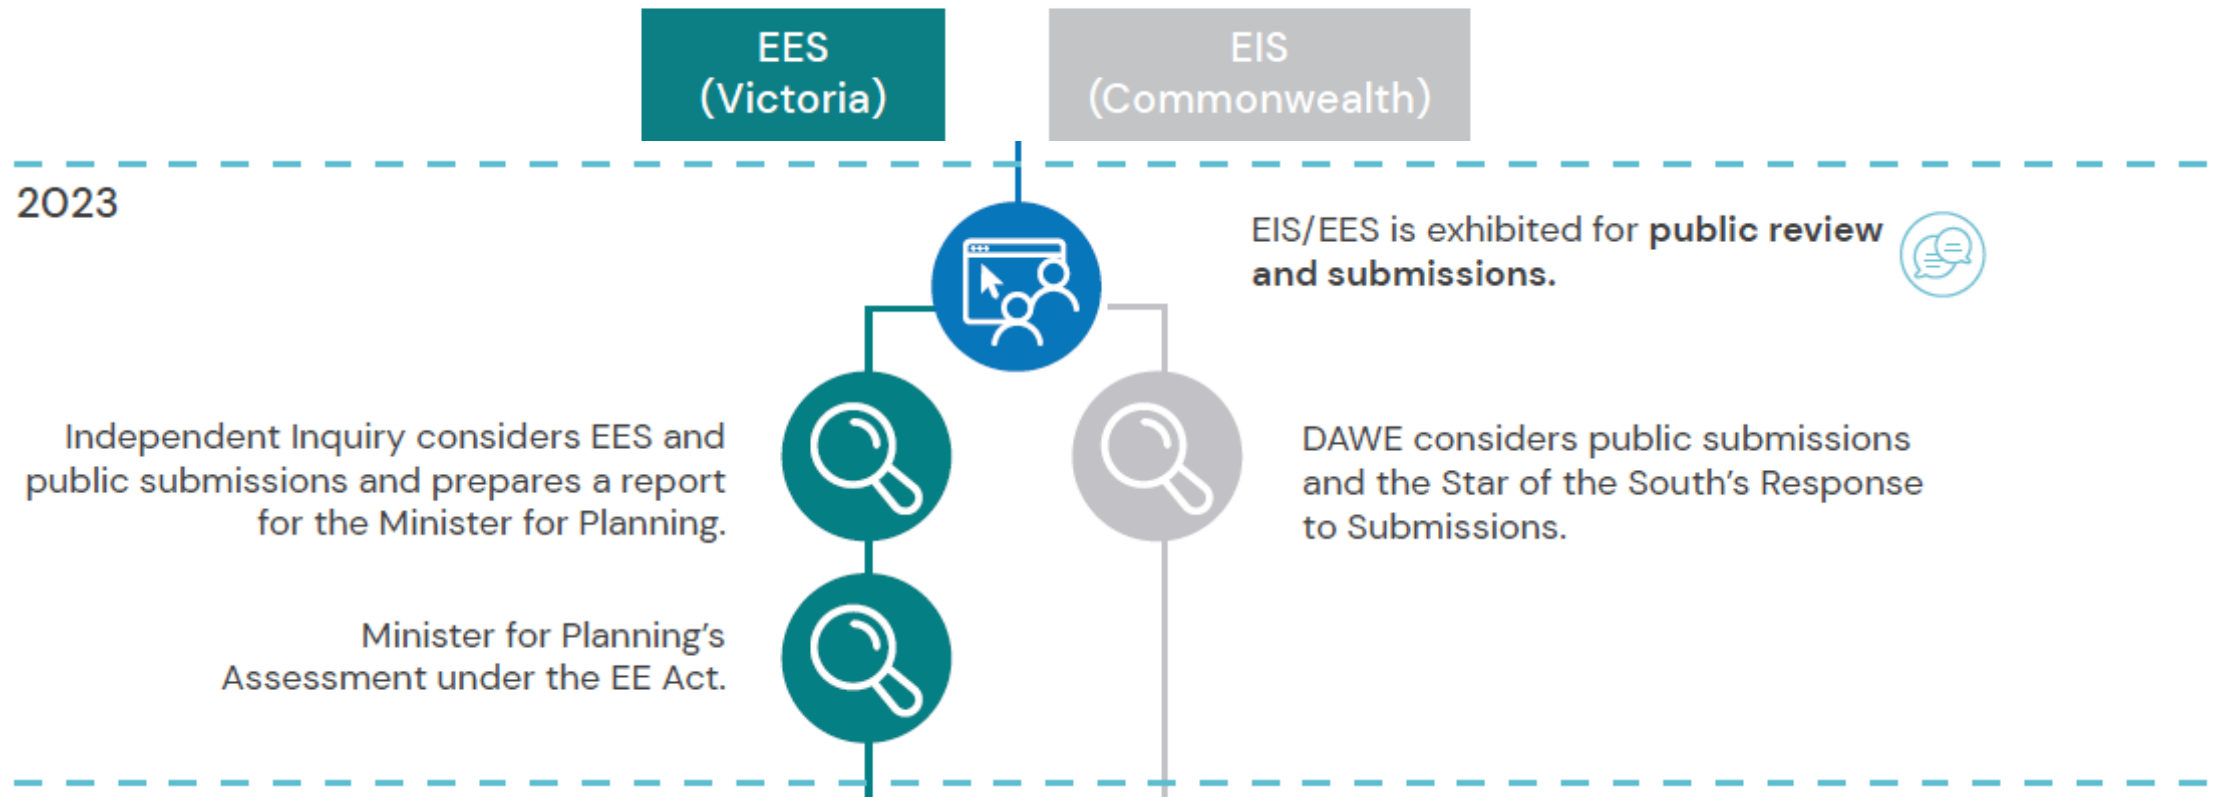 EES
(Victoria)
EIS
(Commonwealth)
2023
EIS/EES is exhibited for public review
and submissions.
Independent Inquiry considers EES and
public submissions and prepares a report
for the Minister for Planning.
DAWE considers public submissions
and the Star of the South's Response
to Submissions.
Minister for Planning's
Assessment under the EE Act.